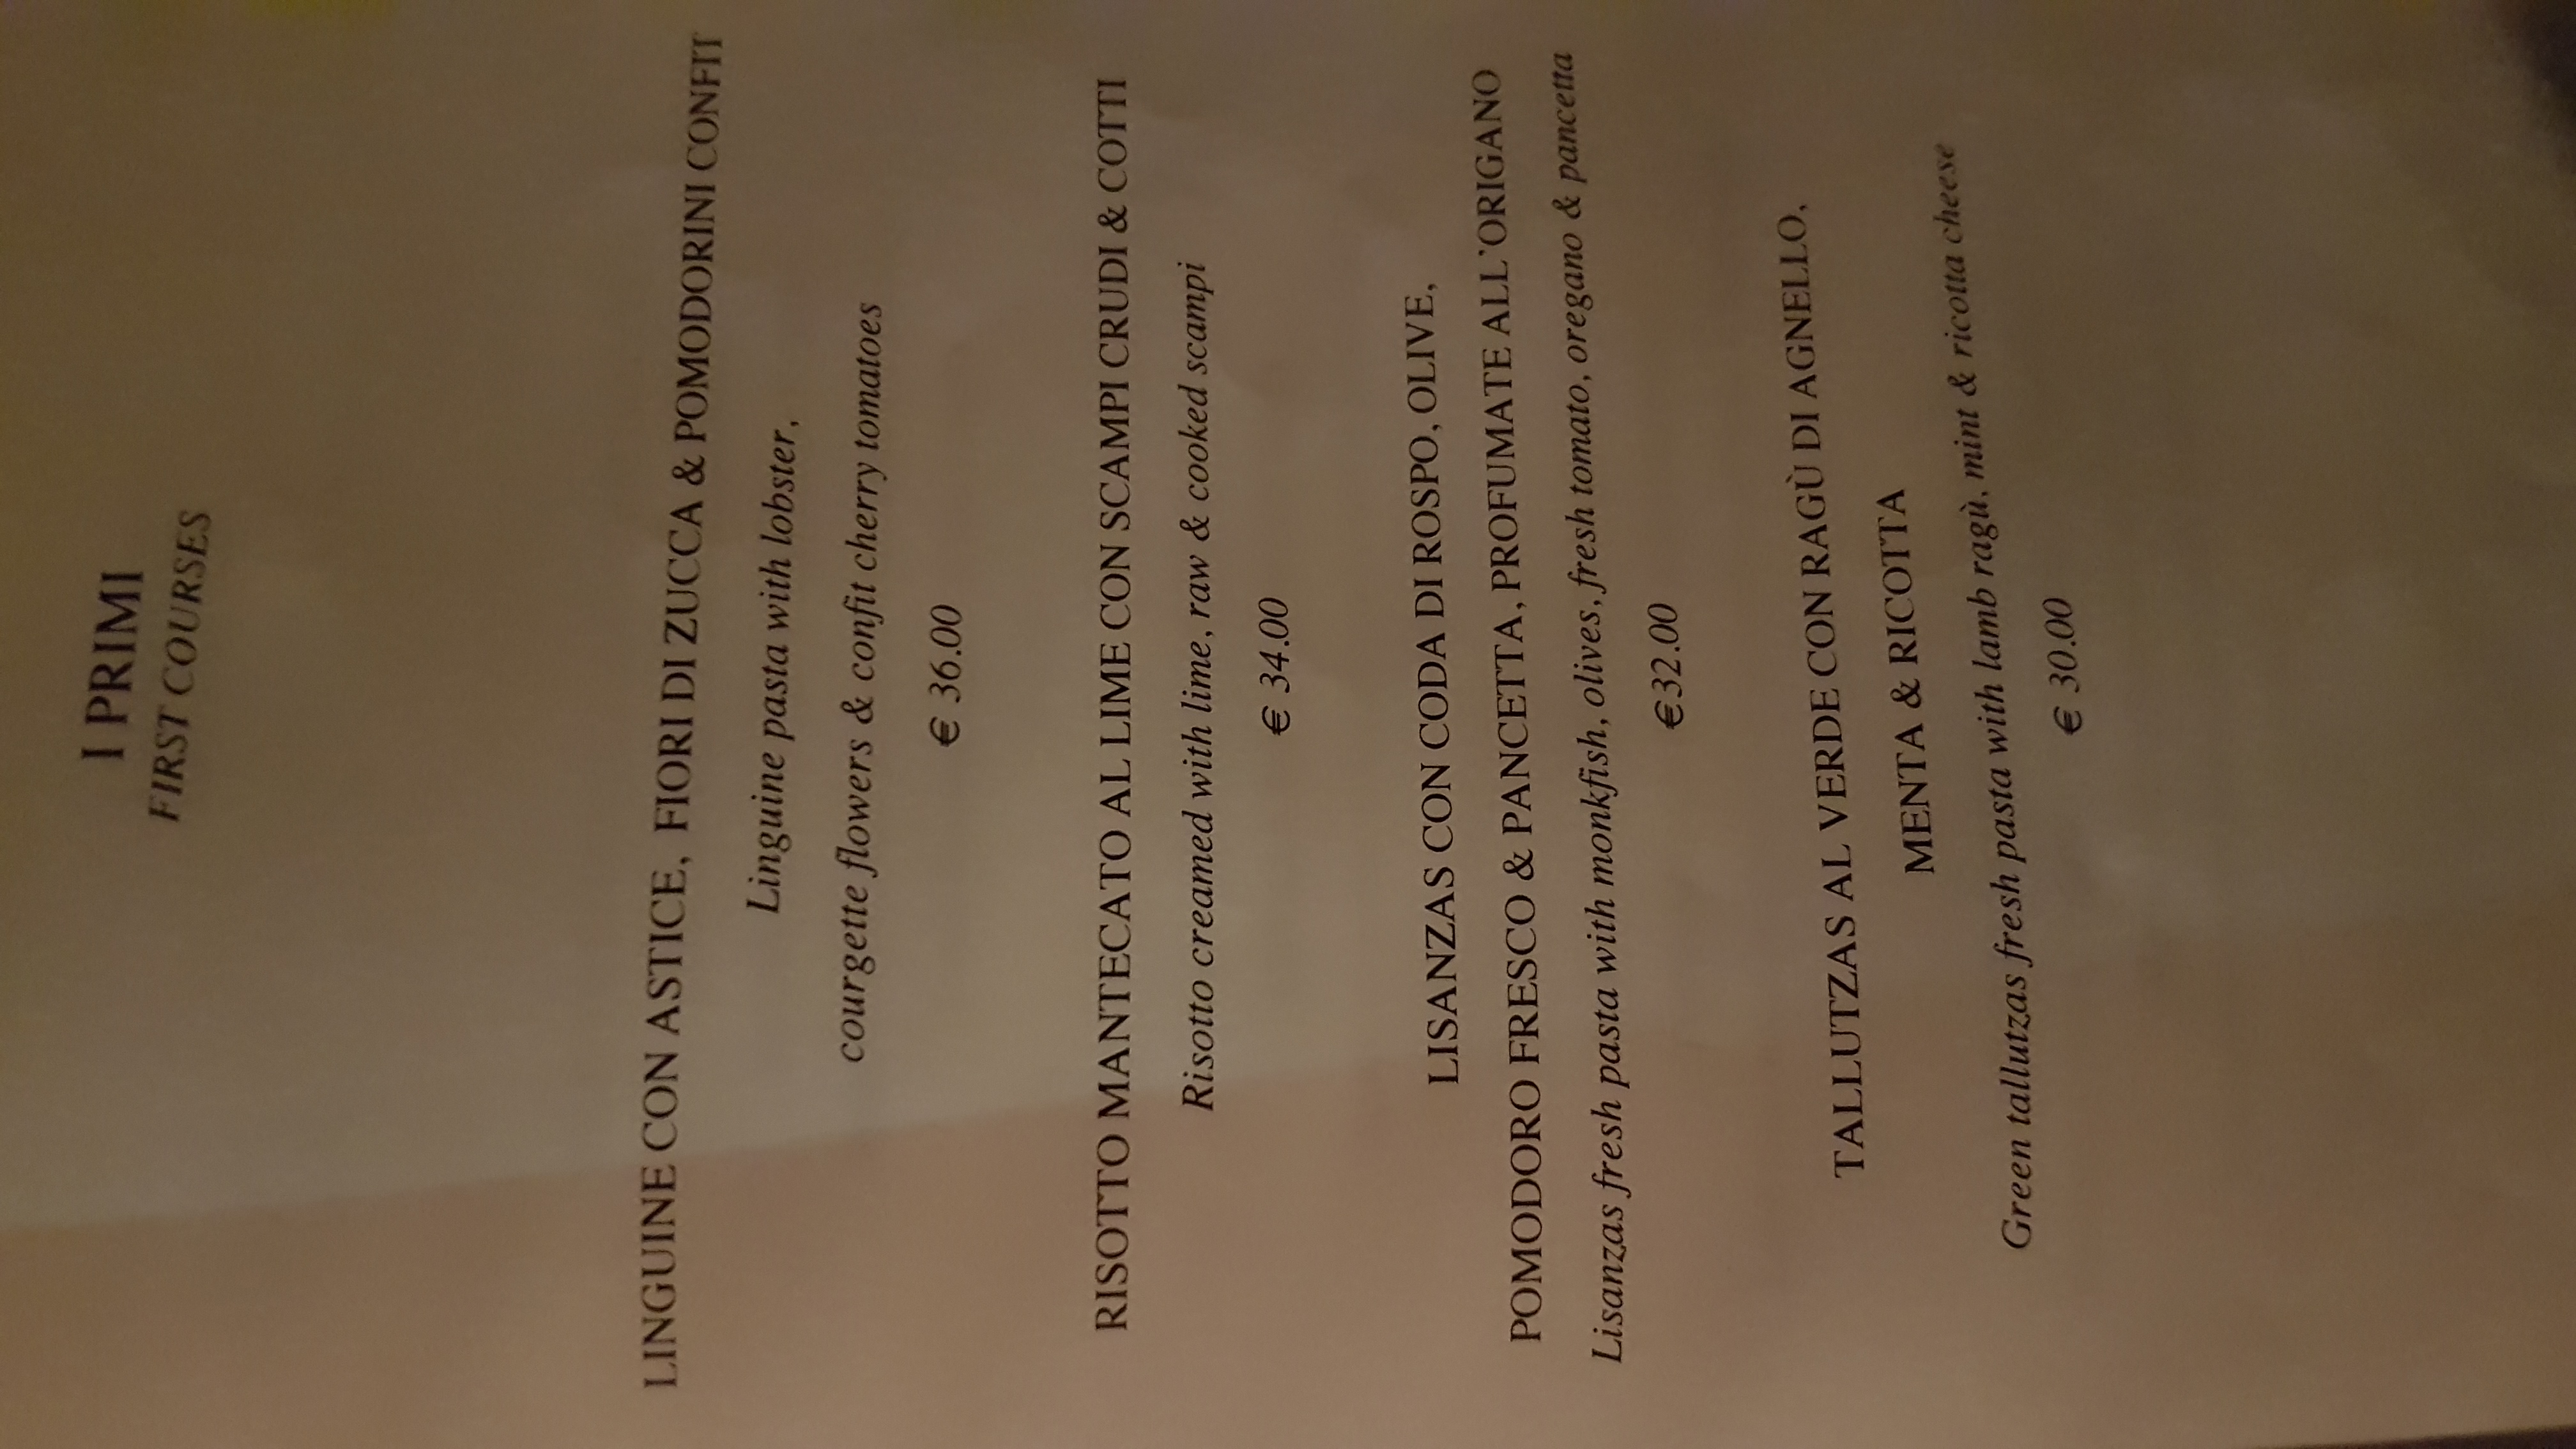 I PRIMI
FIRST COURSES
LINGUINE CON ASTICE, FIORI DI ZUCCA & POMODORINI CONFIT
Linguine pasta with lobster,
courgette flowers & confit cherry tomatoes
€ 36.00
RISOTTO MANTECATO AL LIME CON SCAMPI CRUDI & COTTI
Risotto creamed with lime, raw & cooked scampi
€ 34.00
LISANZAS CON CODA DI ROSPO, OLIVE,
POMODORO FRESCO & PANCETTA, PROFUMATE ALL'ORIGANO
Lisanzas fresh pasta with monkfish, olives, fresh tomato, oregano & pancetta
€32.00
TALLUTZAS AL VERDE CON RAGÙ DI AGNELLO,
MENTA & RICOTTA
Green tallutzas fresh pasta with lamb ragù, mint & ricotta cheese
€ 30.00